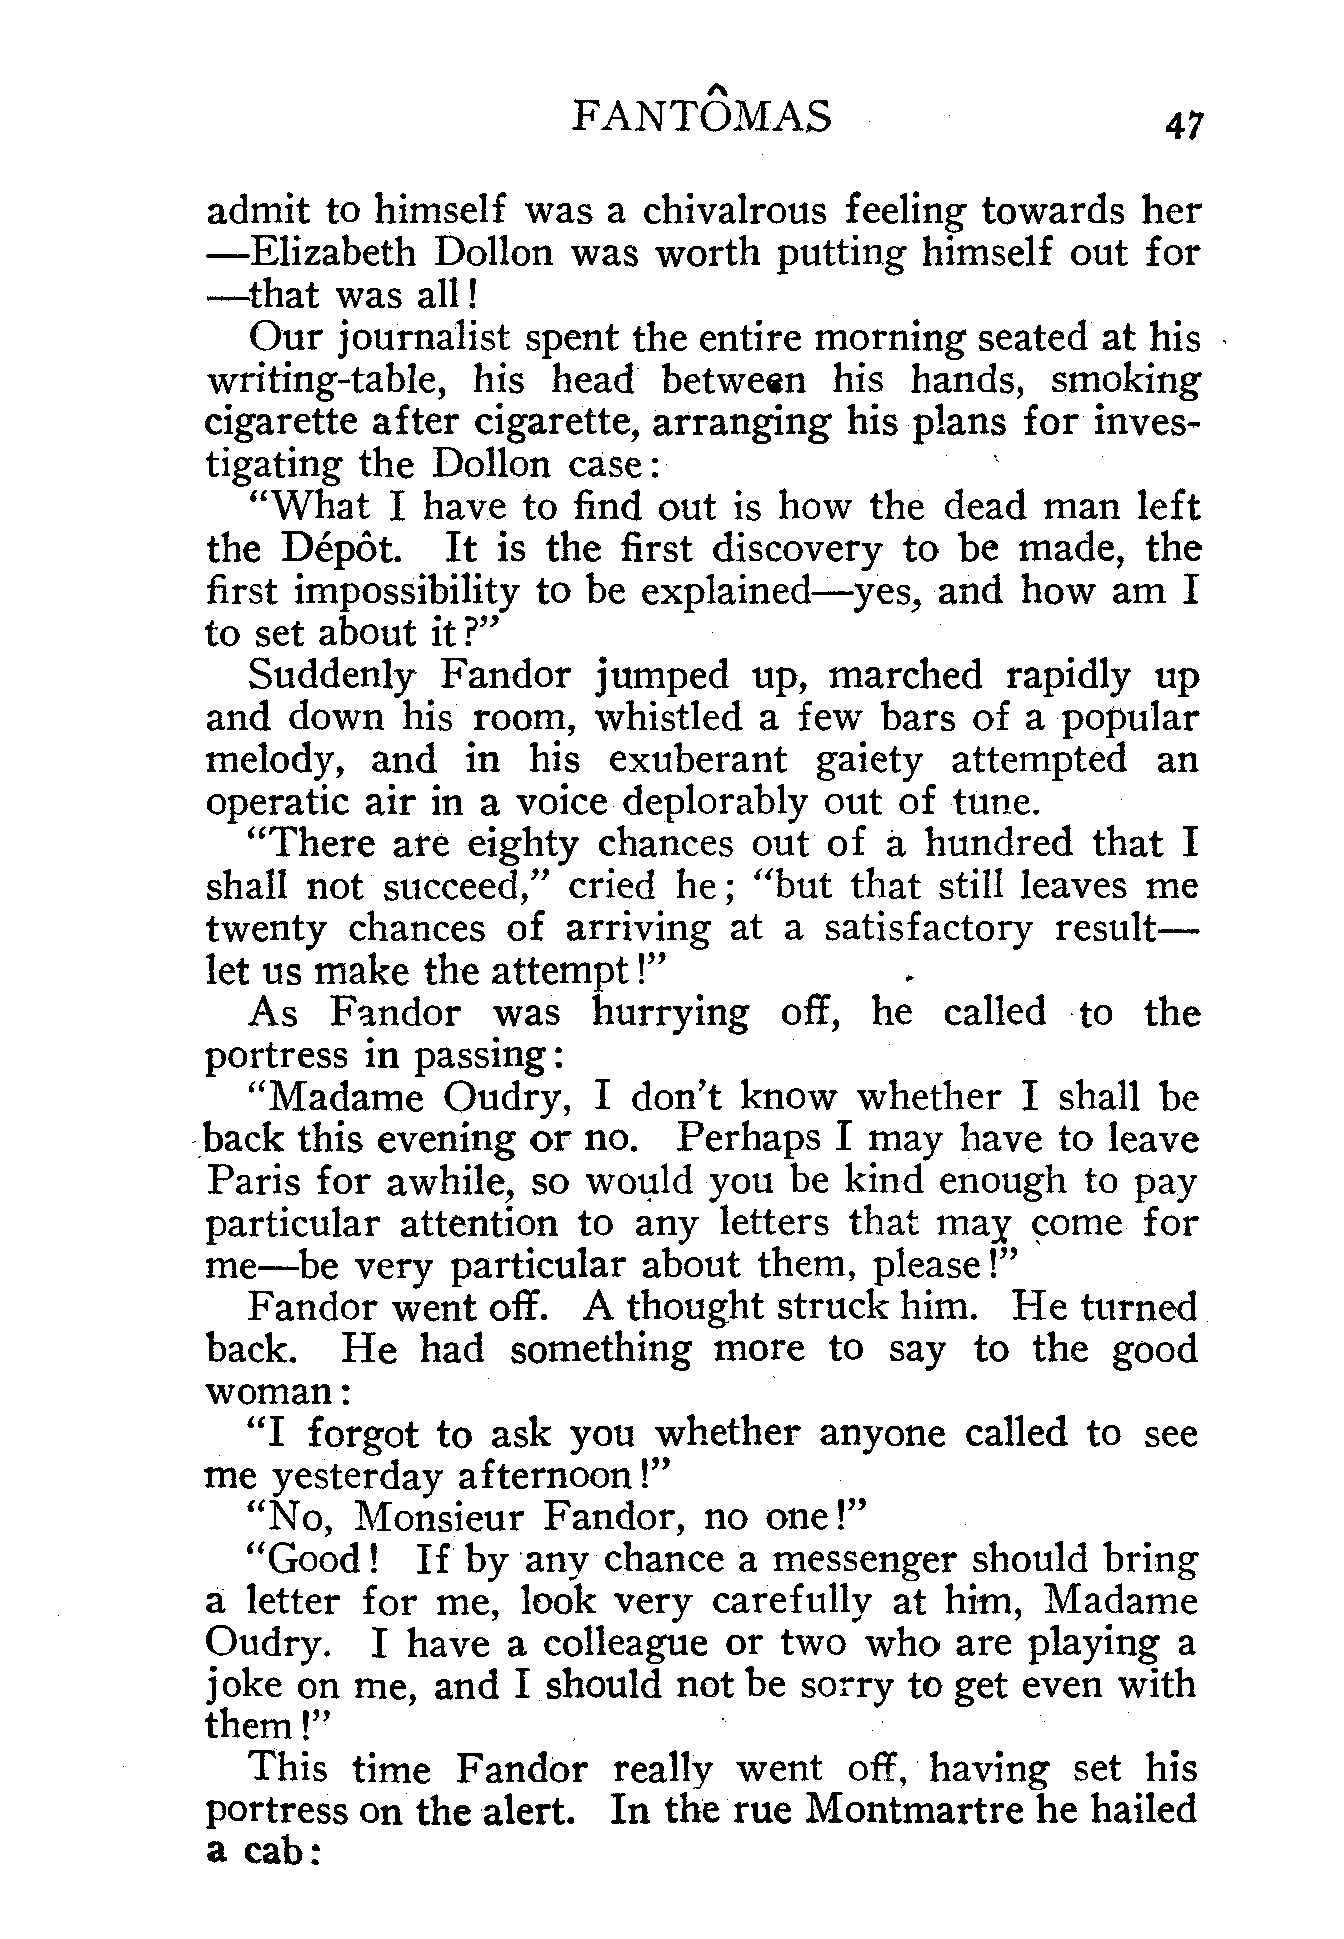 FANTÔMAS 47
admit to himself was a chivalrous feeling towards her
—Elizabeth Dollon was worth putting himself out for
—that was all!
Our journalist spent the entire morning seated at his
writing-table, his head between his hands, smoking
cigarette after cigarette, arranging his plans for inves-
tigating the Dollon case:
"What I have to find out is how the dead man left
the Dépôt. It is the first discovery to be made, the
first impossibility to be explained—yes, and how am I
to set about it?"
Suddenly Fandor jumped up, marched rapidly up
and down his room, whistled a few bars of a popular
melody, and in his exuberant gaiety attempted an
operatic air in a voice deplorably out of tune.
"There are eighty chances out of a hundred that I
shall not succeed," cried he; "but that still leaves me
twenty chances of arriving at a satisfactory result—
let us make the attempt!"
As Fandor was hurrying off, he called to the
portress in passing:
"Madame Oudry, I don't know whether I shall be
back this evening or no. Perhaps I may have to leave
Paris for awhile, so would you be kind enough to pay
particular attention to any letters that may come for
me—be very particular about them, please!"
Fandor went off. A thought struck him. He turned
back. He had something more to say to the good
woman:
"I forgot to ask you whether anyone called to see
me yesterday afternoon!"
"No, Monsieur Fandor, no one!"
"Good! If by any chance a messenger should bring
a letter for me, look very carefully at him, Madame
Oudry. I have a colleague or two who are playing a
joke on me, and I should not be sorry to get even with
them!"
This time Fandor really went off, having set his
portress on the alert. In the rue Montmartre he hailed
a cab: